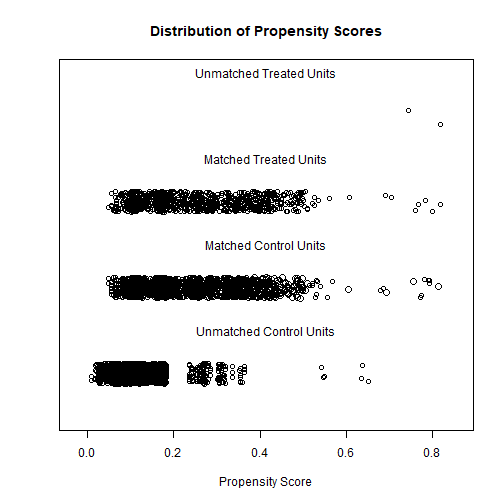 Distribution of Propensity Scores
Unmatched Treated Units
Matched Treated Units
Matched Control Units
Unmatched Control Units
0.0 0.2 0.4 0.6 0.8
Propensity Score